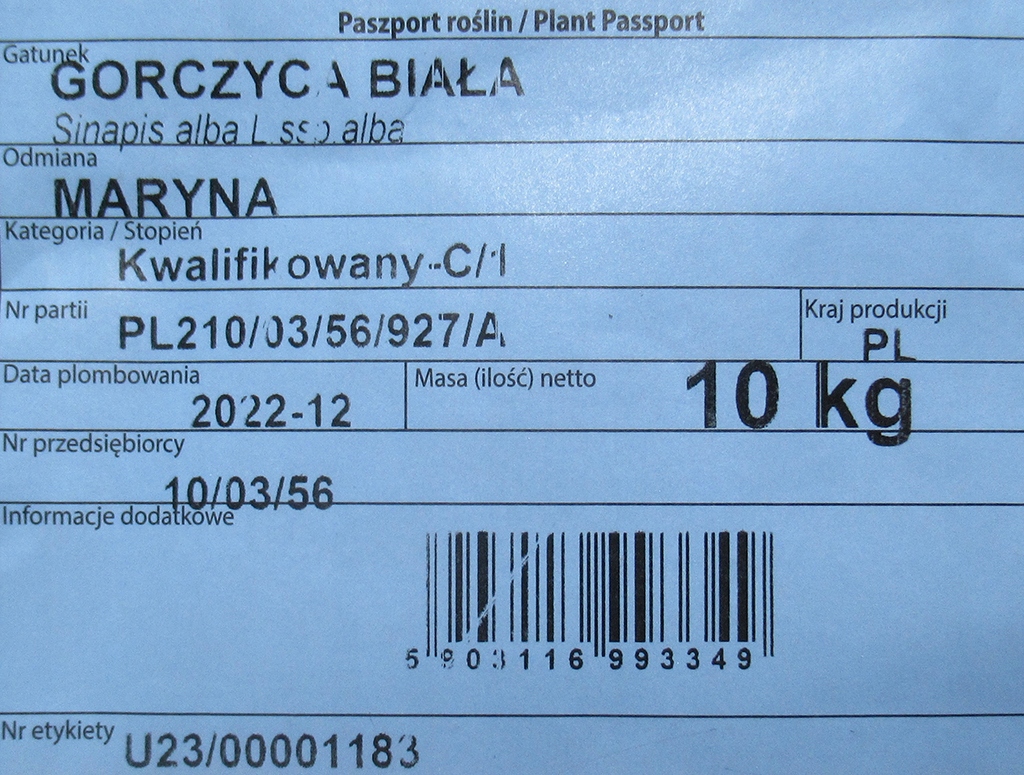 Paszport roślin / Plant Passport
Gatunek
GORCZYCA BIAŁA
Sinapis alba L. ssp. alba
Odmiana
MARYNA
Kategoria / Stopień
Kwalifikowany-C/1
Nr partii
PL210/03/56/927/A
Kraj produkcji
PL
Data plombowania
2022-12
Masa (ilość) netto
10 kg
Nr przedsiębiorcy
10/03/56
Informacje dodatkowe
5 903116 993349
Nr etykiety
U23/00001183